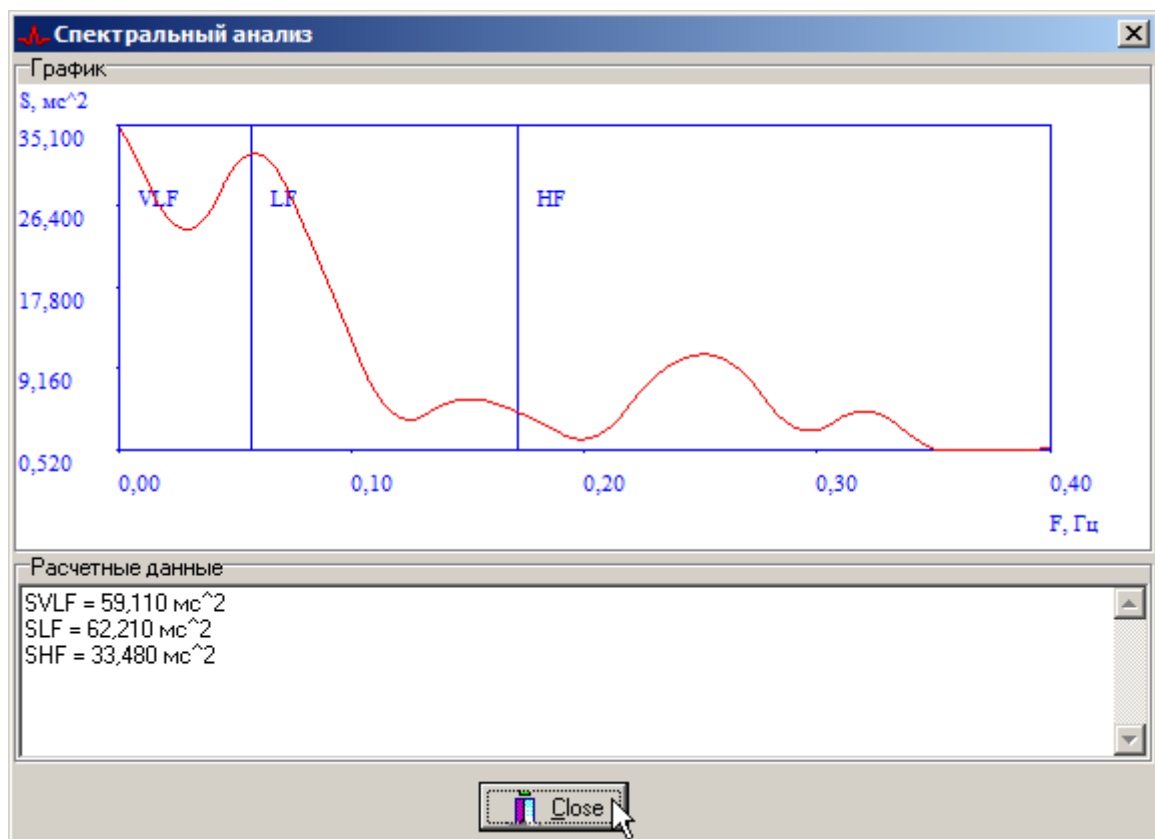 Спектральный анализ
График
S, мс^2
35,100
VLF LF HF
26,400
17,800
9,160
0,520
0,00 0,10 0,20 0,30 0,40
F, Гц
Расчетные данные
SVLF = 59,110 мс^2
SLF = 62,210 мс^2
SHF = 33,480 мс^2
Close